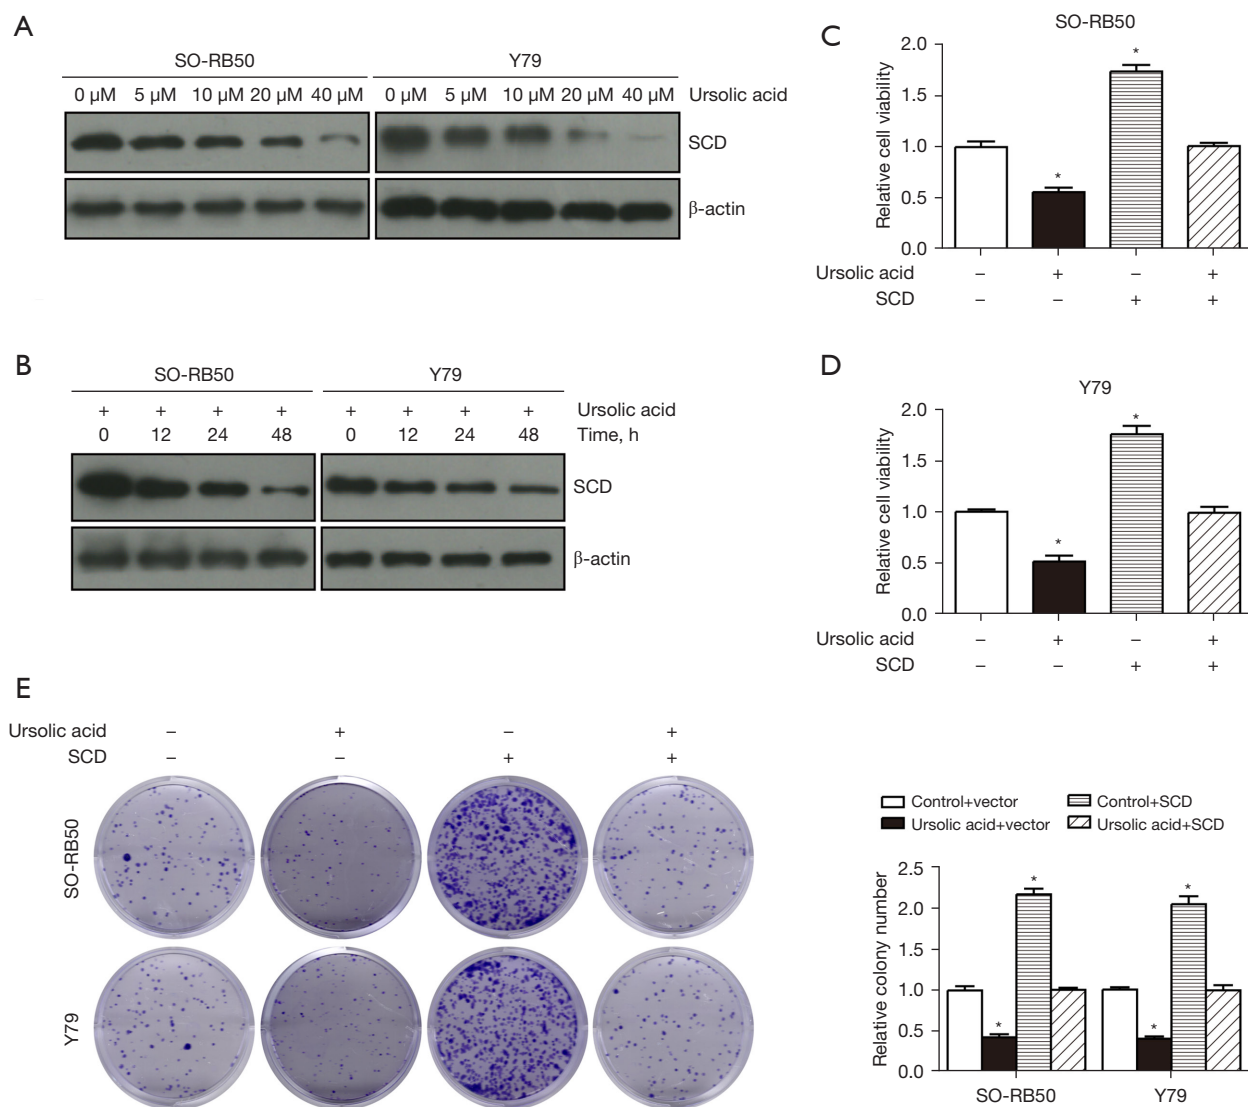 A
SO-RB50 Y79
0 μM 5 μM 10 μM 20 μM 40 μM 0 μM 5 μM 10 μM 20 μM 40 μM Ursolic acid
SCD
β-actin
B
SO-RB50 Y79
+ + + + + + + + Ursolic acid
0 12 24 48 0 12 24 48 Time, h
SCD
β-actin
C
SO-RB50
Relative cell viability
2.0
1.5
1.0
0.5
0.0
* *
Ursolic acid – + – +
SCD – – + +
D
Y79
Relative cell viability
2.0
1.5
1.0
0.5
0.0
* *
Ursolic acid – + – +
SCD – – + +
E
Ursolic acid – + – +
SCD – – + +
SO-RB50
Y79
Control+vector Control+SCD
Ursolic acid+vector Ursolic acid+SCD
Relative colony number
2.5
2.0
1.5
1.0
0.5
0.0
* * * *
SO-RB50 Y79